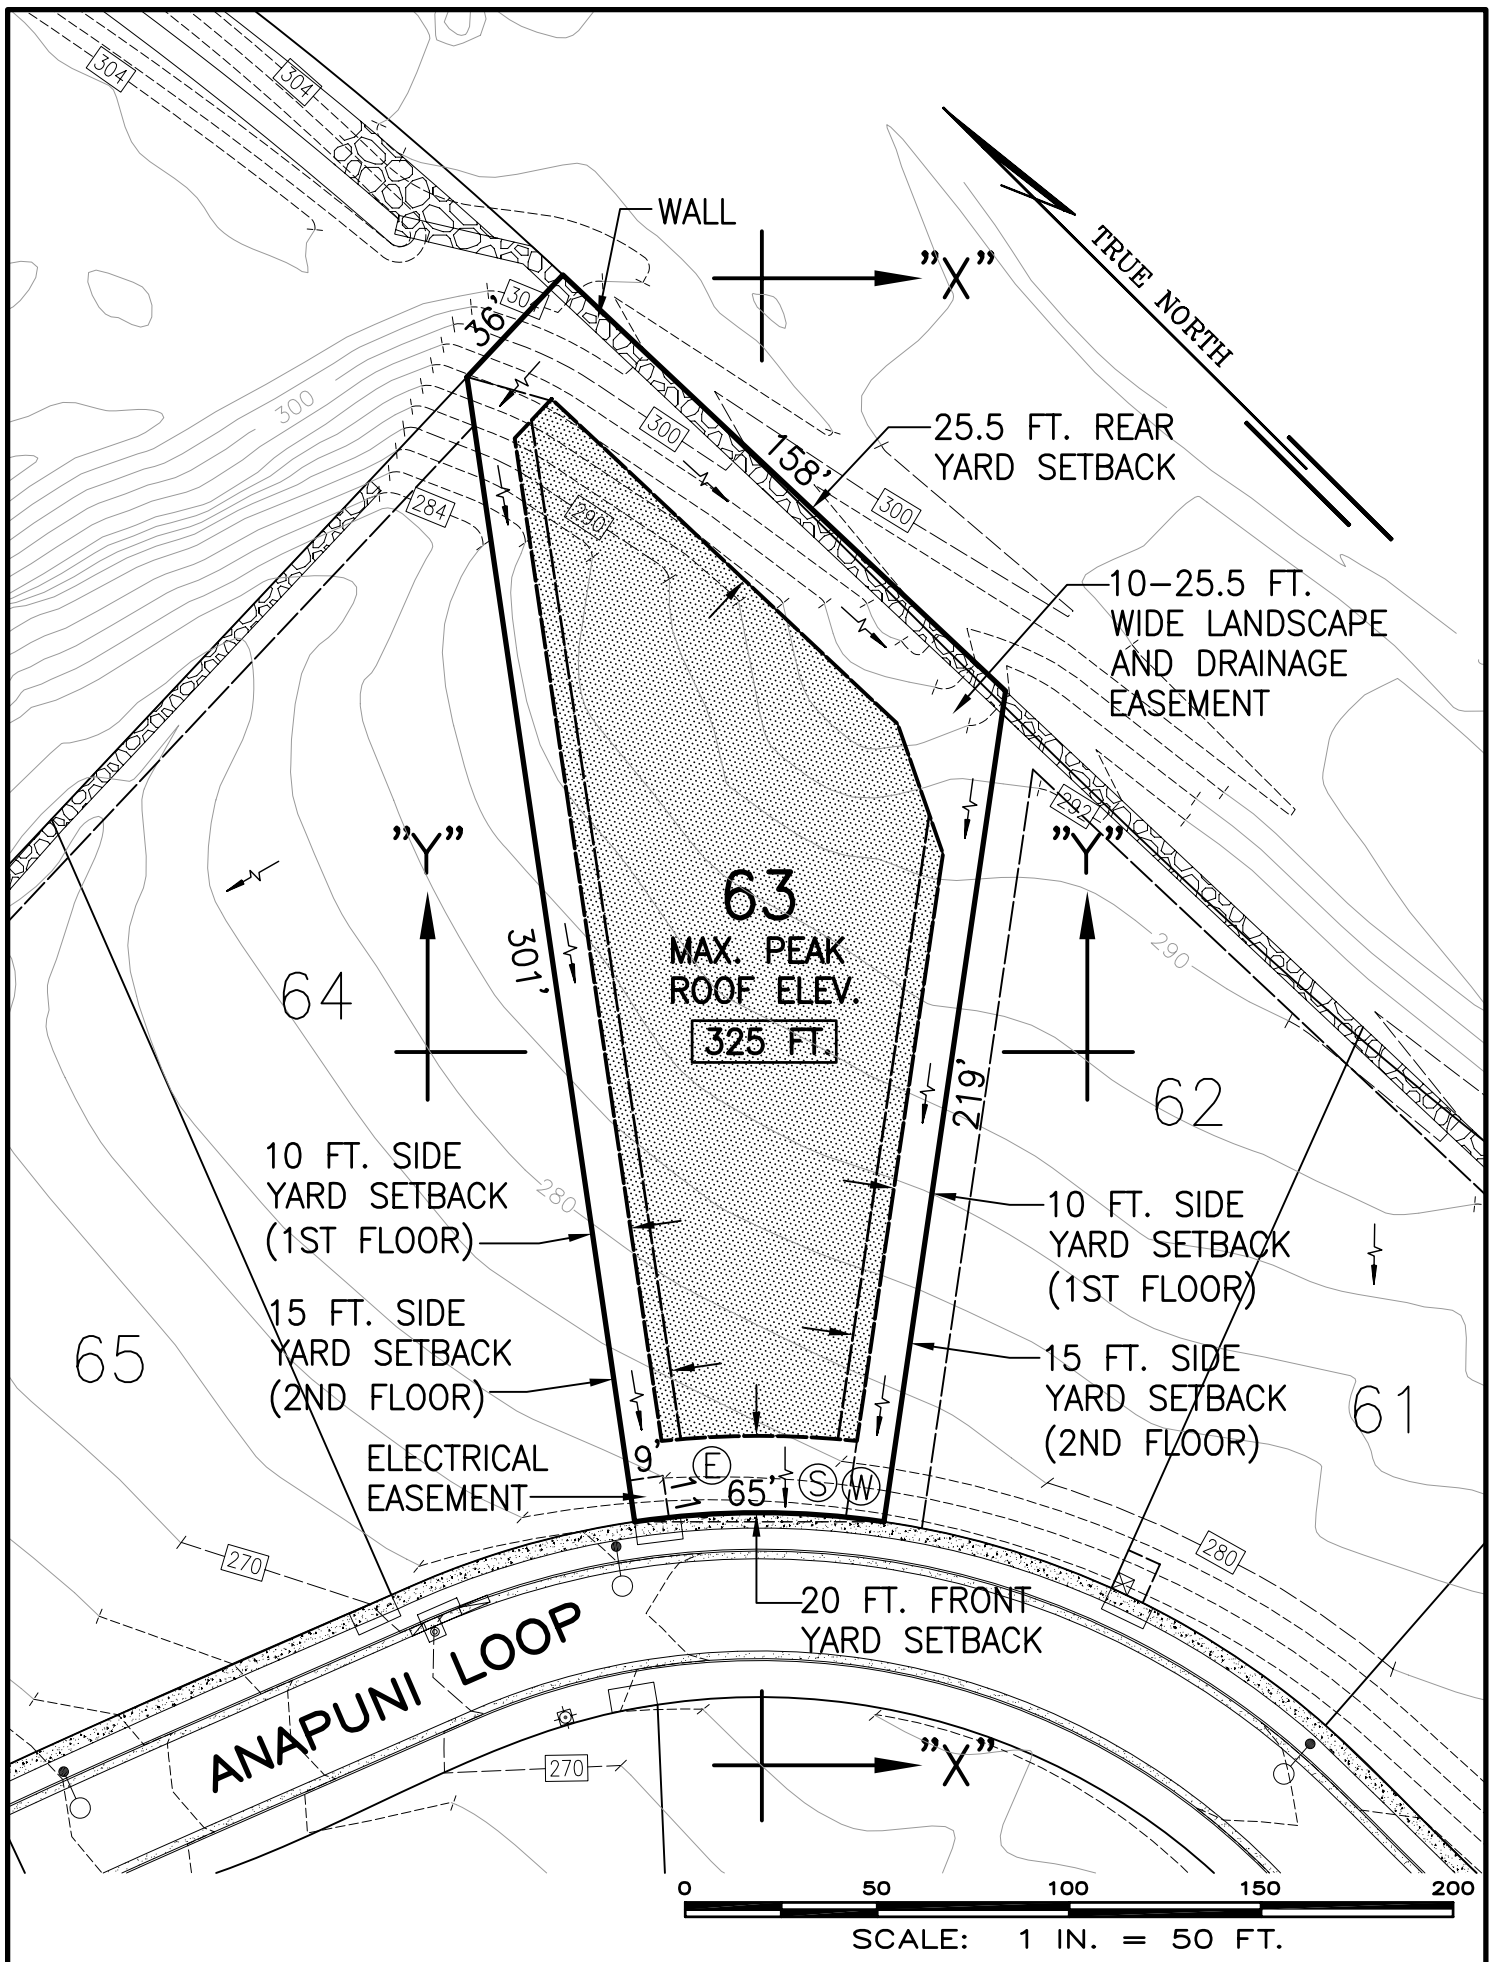 304
304
WALL
"X"
TRUE NORTH
36'
300
25.5 FT. REAR
YARD SETBACK
158'
300
300
284
290
10-25.5 FT.
WIDE LANDSCAPE
AND DRAINAGE
EASEMENT
292
"Y"
"Y"
63
MAX. PEAK
ROOF ELEV.
325 FT.
301'
290
64
219'
62
10 FT. SIDE
YARD SETBACK
(1ST FLOOR)
280
10 FT. SIDE
YARD SETBACK
(1ST FLOOR)
15 FT. SIDE
YARD SETBACK
(2ND FLOOR)
65
15 FT. SIDE
YARD SETBACK
(2ND FLOOR)
61
ELECTRICAL
EASEMENT
9'
11'
E
65'
S
W
270
280
20 FT. FRONT
YARD SETBACK
ANAPUNI LOOP
270
"X"
0 50 100 150 200
SCALE: 1 IN. = 50 FT.